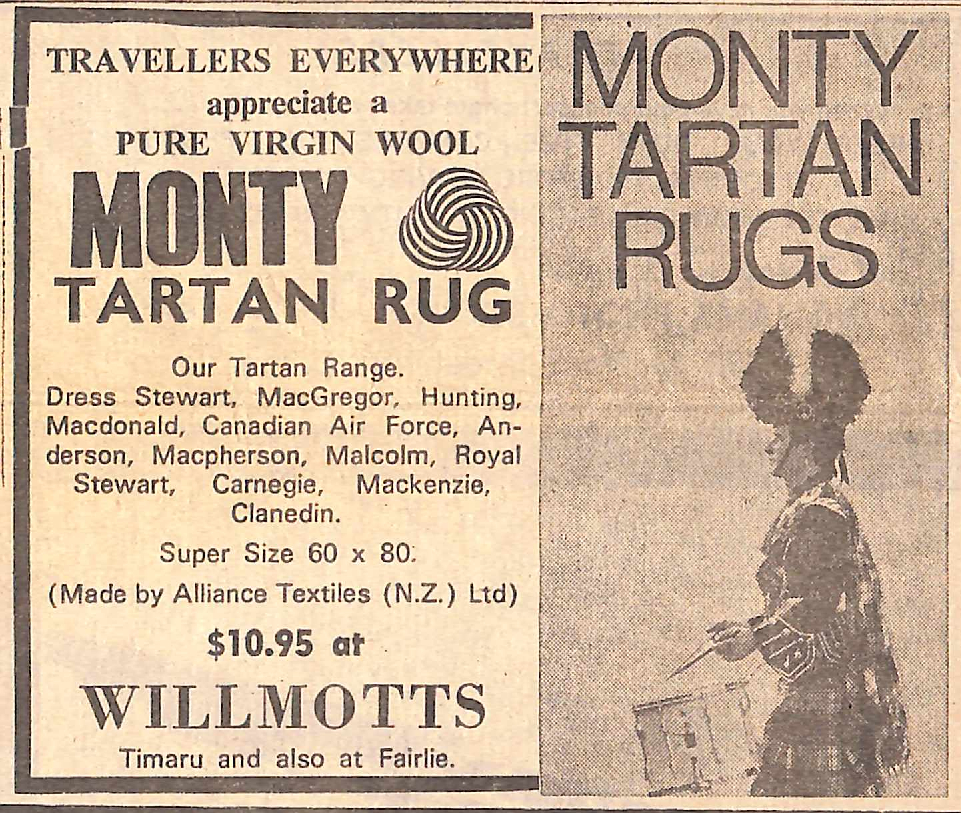 TRAVELLERS EVERYWHERE
appreciate a
PURE VIRGIN WOOL
MONTY
TARTAN RUG
Our Tartan Range.
Dress Stewart, MacGregor, Hunting,
Macdonald, Canadian Air Force, An-
derson, Macpherson, Malcolm, Royal
Stewart, Carnegie, Mackenzie,
Clanedin.
Super Size 60 x 80.
(Made by Alliance Textiles (N.Z.) Ltd)
$10.95 at
WILLMOTTS
Timaru and also at Fairlie.
MONTY
TARTAN
RUGS